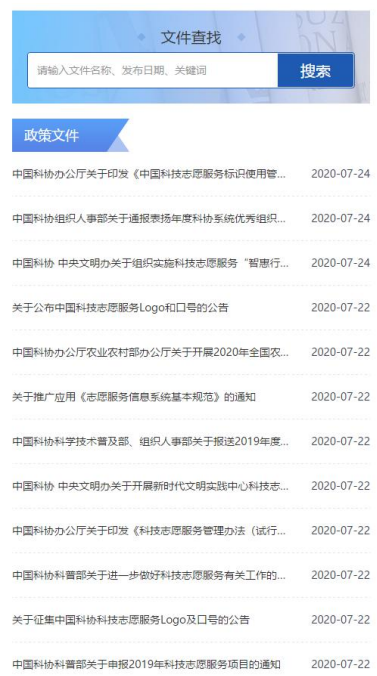 文件查找
请输入文件名称、发布日期、关键词
搜索
政策文件
中国科协办公厅关于印发《中国科技志愿服务标识使用管... 2020-07-24
中国科协组织人事部关于通报表扬年度科协系统优秀组织... 2020-07-24
中国科协 中央文明办关于组织实施科技志愿服务“智惠行... 2020-07-24
关于公布中国科技志愿服务Logo和口号的公告 2020-07-22
中国科协办公厅农业农村部办公厅关于开展2020年全国农... 2020-07-22
关于推广应用《志愿服务信息系统基本规范》的通知 2020-07-22
中国科协科学技术普及部、组织人事部关于报送2019年度... 2020-07-22
中国科协 中央文明办关于开展新时代文明实践中心科技志... 2020-07-22
中国科协办公厅关于印发《科技志愿服务管理办法（试行... 2020-07-22
中国科协科普部关于进一步做好科技志愿服务有关工作的... 2020-07-22
关于征集中国科协科技志愿服务Logo及口号的公告 2020-07-22
中国科协科普部关于申报2019年科技志愿服务项目的通知 2020-07-22